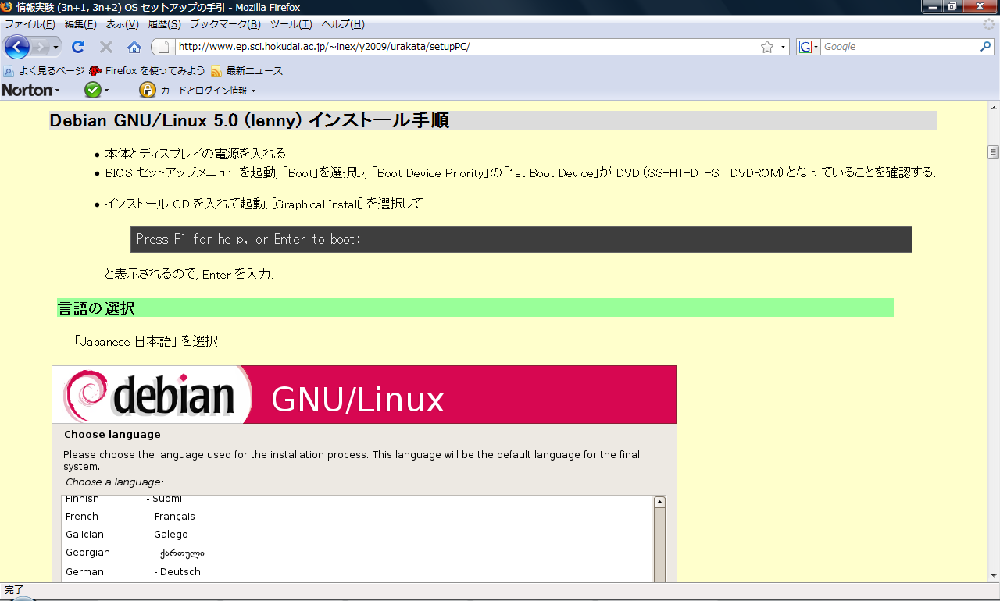 情報実験 (3n+1, 3n+2) OS セットアップの手引 - Mozilla Firefox
ファイル(F) 編集(E) 表示(V) 履歴(S) ブックマーク(B) ツール(T) ヘルプ(H)
http://www.ep.sci.hokudai.ac.jp/~inex/y2009/urakata/setupPC/
G Google
よく見るページ Firefox を使ってみよう 最新ニュース
Norton カードとログイン情報
Debian GNU/Linux 5.0 (lenny) インストール手順
本体とディスプレイの電源を入れる
BIOS セットアップメニューを起動, 「Boot」を選択し, 「Boot Device Priority」の「1st Boot Device」が DVD (SS-HT-DT-ST DVDROM) となっ ていることを確認する.
インストール CD を入れて起動, [Graphical Install] を選択して
Press F1 for help, or Enter to boot:
と表示されるので, Enter を入力.
言語の選択
「Japanese 日本語」 を選択
debian GNU/Linux
Choose language
Please choose the language used for the installation process. This language will be the default language for the final
system.
Choose a language:
Finnish - Suomi
French - Français
Galician - Galego
Georgian - ქართული
German - Deutsch
完了